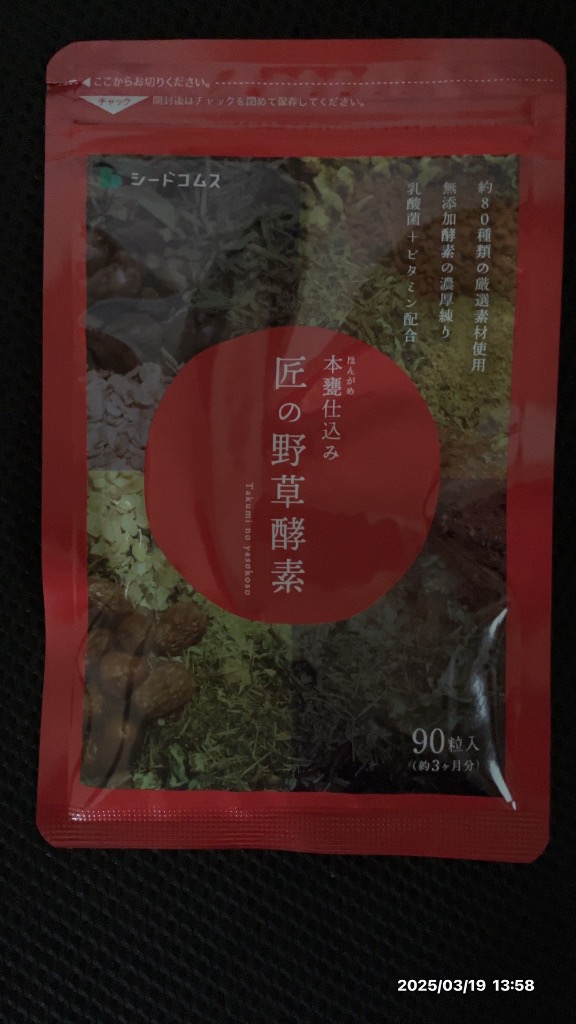 ここからお切りください。
チャック
開封後はチャックを閉めて保存してください。
シードコムス
約80種類の厳選素材使用
無添加酵素の濃厚練り
乳酸菌+ビタミン配合
ほんがめ
本甕仕込み
匠の野草酵素
Takumi no yasokoso
90粒入
(約3ヶ月分)
2025/03/19 13:58